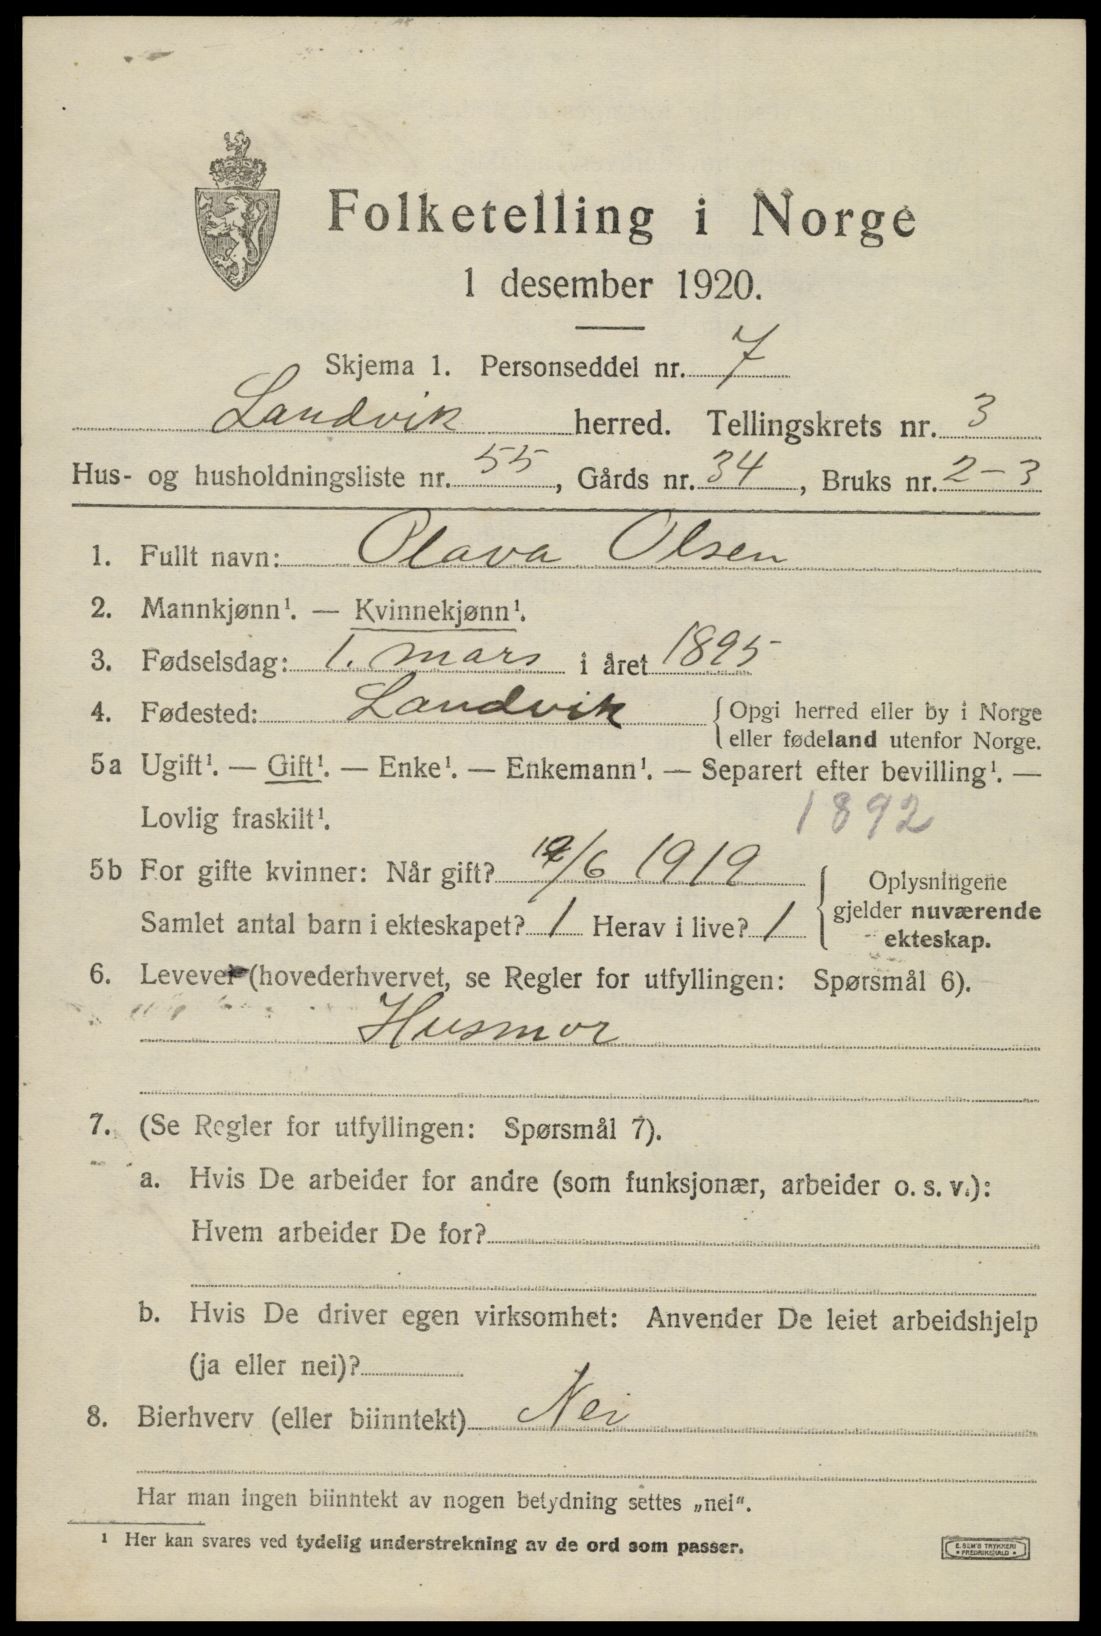 Folketelling i Norge
1 desember 1920.
Skjema 1. Personseddel nr. 7
Landvik herred. Tellingskrets nr. 3
Hus- og husholdningsliste nr. 55, Gårds nr. 34, Bruks nr. 2-3
1. Fullt navn: Olava Olsen
2. Mannkjønn¹. — Kvinnekjønn¹.
3. Fødselsdag: 1. mars i året 1895
4. Fødested: Landvik { Opgi herred eller by i Norge
eller fødeland utenfor Norge.
5a Ugift¹. — Gift¹. — Enke¹. — Enkemann¹. — Separert efter bevilling¹. —
Lovlig fraskilt¹. 1892
5b For gifte kvinner: Når gift? /6 1919 { Oplysningene
Samlet antal barn i ekteskapet? 1 Herav i live? 1 gjelder nuværende
ekteskap.
6. Levevei (hovederhvervet, se Regler for utfyllingen: Spørsmål 6).
Husmor
7. (Se Regler for utfyllingen: Spørsmål 7).
a. Hvis De arbeider for andre (som funksjonær, arbeider o. s. v.):
Hvem arbeider De for?
b. Hvis De driver egen virksomhet: Anvender De leiet arbeidshjelp
(ja eller nei)?
8. Bierhverv (eller biinntekt) Nei
Har man ingen biinntekt av nogen betydning settes „nei".
¹ Her kan svares ved tydelig understrekning av de ord som passer.
E. SEM'S TRYKKERI
• FREDRIKSHALD •